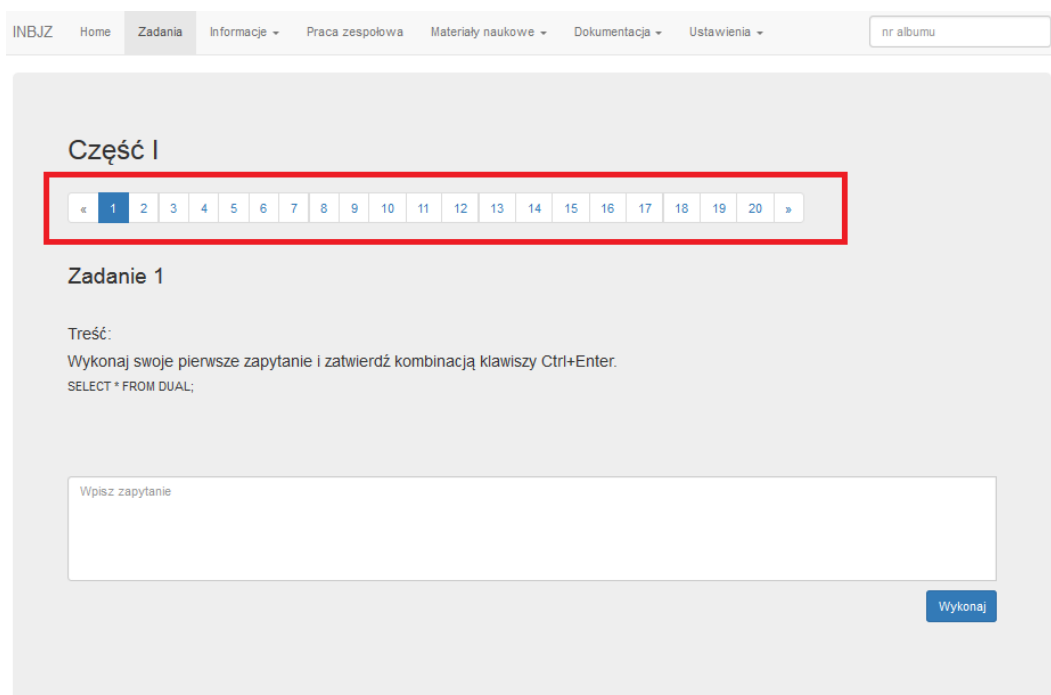 INBJZ Home Zadania Informacje Praca zespołowa Materiały naukowe Dokumentacja Ustawienia nr albumu
Część I
« 1 2 3 4 5 6 7 8 9 10 11 12 13 14 15 16 17 18 19 20 »
Zadanie 1
Treść:
Wykonaj swoje pierwsze zapytanie i zatwierdź kombinacją klawiszy Ctrl+Enter.
SELECT * FROM DUAL;
Wpisz zapytanie
Wykonaj